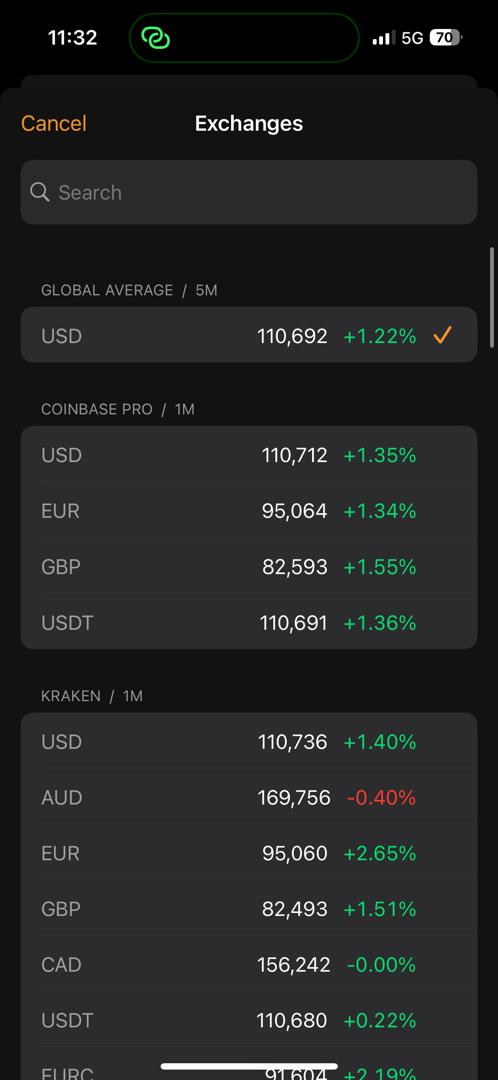 11:32 5G 70
Cancel Exchanges
Search
GLOBAL AVERAGE / 5M
USD 110,692 +1.22%
COINBASE PRO / 1M
USD 110,712 +1.35%
EUR 95,064 +1.34%
GBP 82,593 +1.55%
USDT 110,691 +1.36%
KRAKEN / 1M
USD 110,736 +1.40%
AUD 169,756 -0.40%
EUR 95,060 +2.65%
GBP 82,493 +1.51%
CAD 156,242 -0.00%
USDT 110,680 +0.22%
EURC 91,604 +2.19%